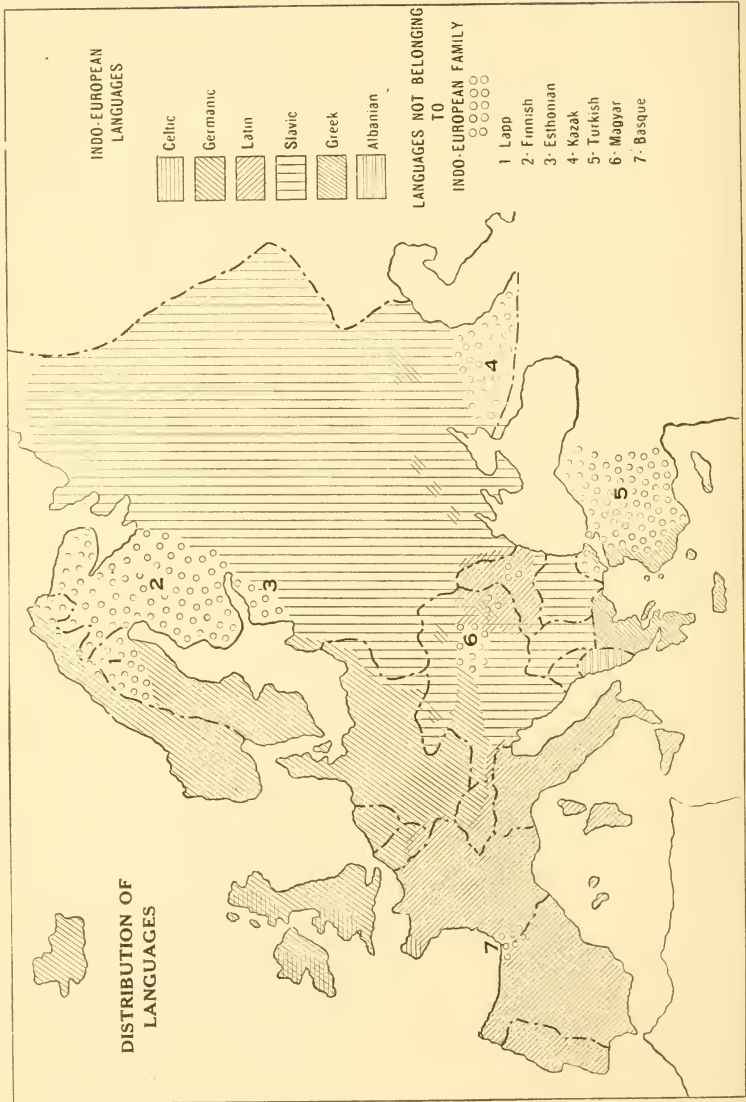 DISTRIBUTION OF
LANGUAGES
INDO-EUROPEAN
LANGUAGES
Celtic
Germanic
Latin
Slavic
Greek
Albanian
LANGUAGES NOT BELONGING
TO
INDO-EUROPEAN FAMILY
1 Lapp
2- Finnish
3- Esthonian
4- Kazak
5- Turkish
6- Magyar
7- Basque
1
2
3
4
5
6
7